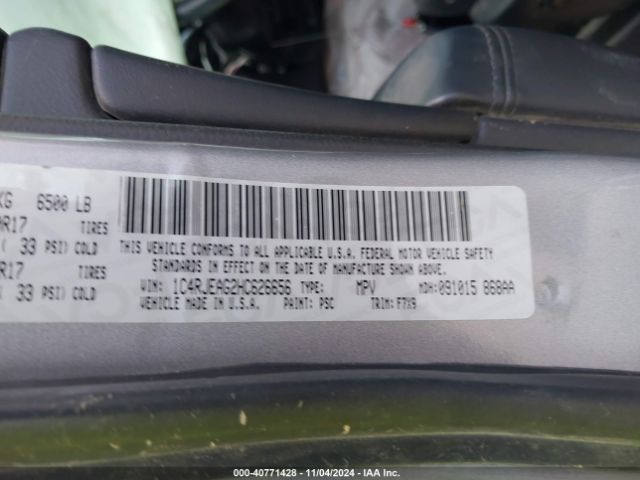 KG 6500 LB
R17 TIRES
( 33 PSI) COLD
R17 TIRES
( 33 PSI) COLD
THIS VEHICLE CONFORMS TO ALL APPLICABLE U.S.A. FEDERAL MOTOR VEHICLE SAFETY
STANDARDS IN EFFECT ON THE DATE OF MANUFACTURE SHOWN ABOVE.
VIN: 1C4RJEAG2HC626656 TYPE: MPV MDH:091015 868AA
VEHICLE MADE IN U.S.A. PAINT: PSC TRIM: F7X9
000-40771428 - 11/04/2024 - IAA Inc.